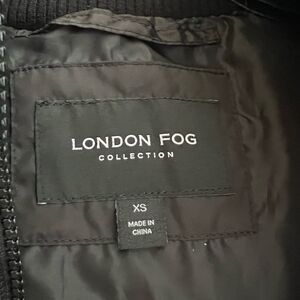 LONDON FOG
COLLECTION
XS
MADE IN
CHINA